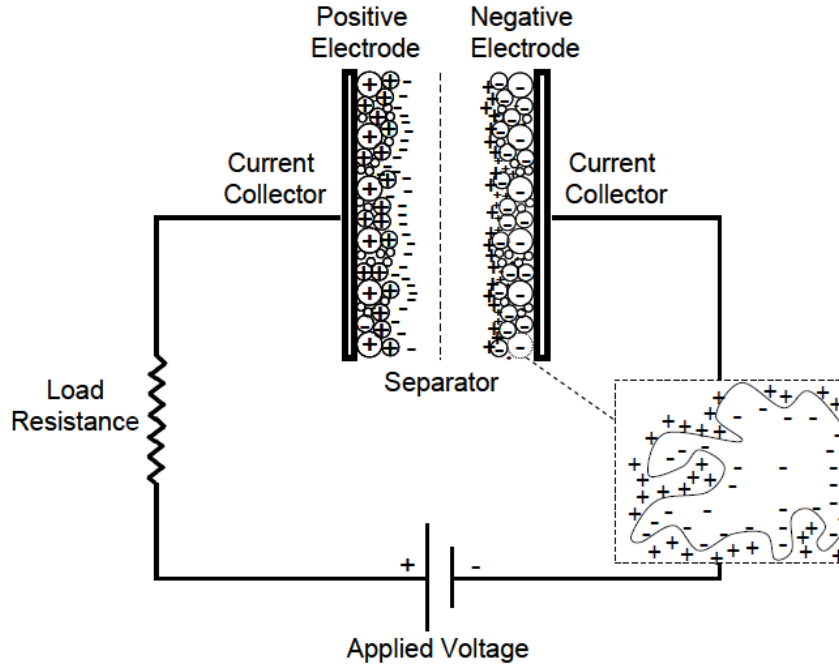 Positive
Electrode
Negative
Electrode
Current
Collector
Current
Collector
Separator
Load
Resistance
+
-
Applied Voltage